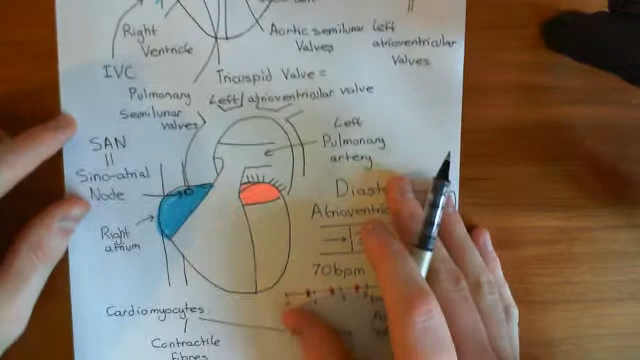 Right
Ventricle
IVC
Aortic semilunar
Valves
Left
atrioventricular
Valves
Tricuspid Valve =
Left/atrioventricular valve
Pulmonary
Semilunar
valves
SAN
=
Sino-atrial
Node
Left
Pulmonary
artery
Right
atrium
Diast
Atrioventric
70bpm
Cardiomyocytes
Contractile
fibres